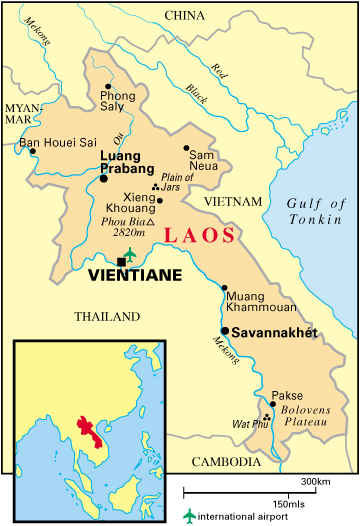 CHINA
Mekong
Red
Black
Phong
Saly
MYAN-
MAR
Ou
Ban Houei Sai
Luang
Prabang
Sam
Neua
Plain of
Jars
Xieng
Khouang
VIETNAM
Gulf of
Tonkin
Phou Bia
2820m
LAOS
VIENTIANE
Muang
Khammouan
THAILAND
Savannakhét
Mekong
Pakse
Bolovens
Plateau
Wat Phu
CAMBODIA
300km
150mls
international airport